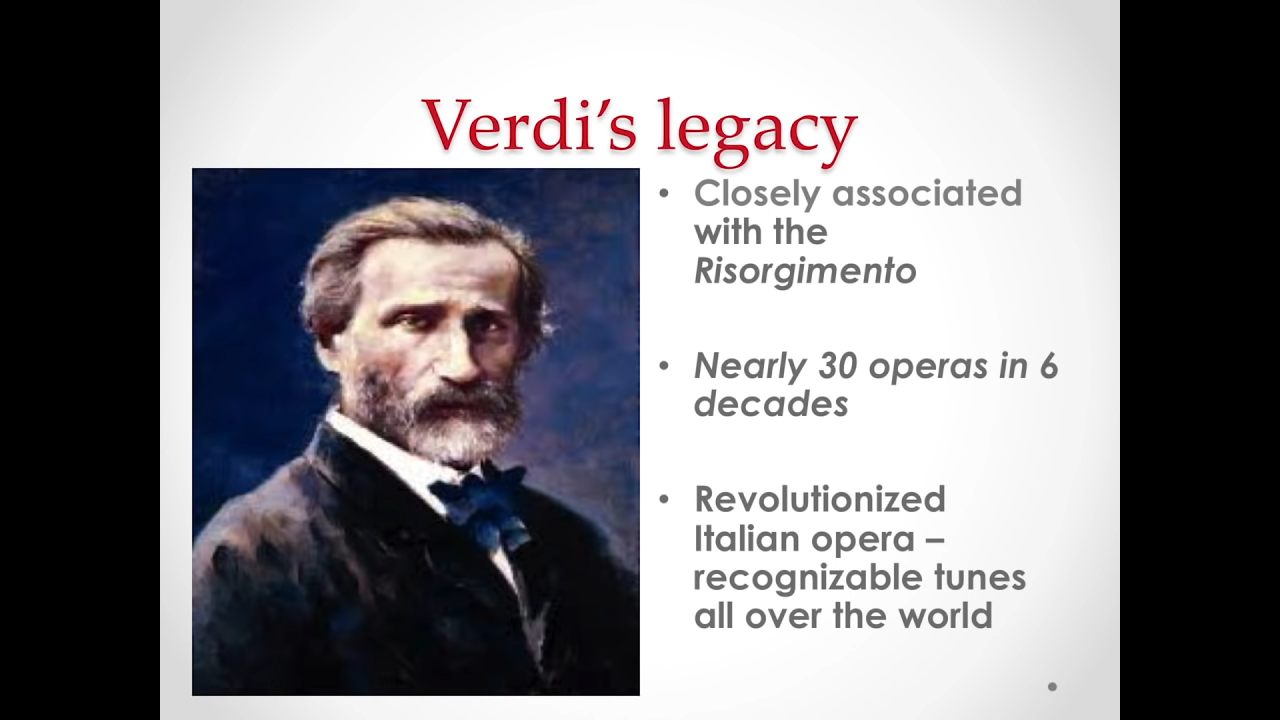 Verdi’s legacy
• Closely associated
with the
Risorgimento
• Nearly 30 operas in 6
decades
• Revolutionized
Italian opera –
recognizable tunes
all over the world